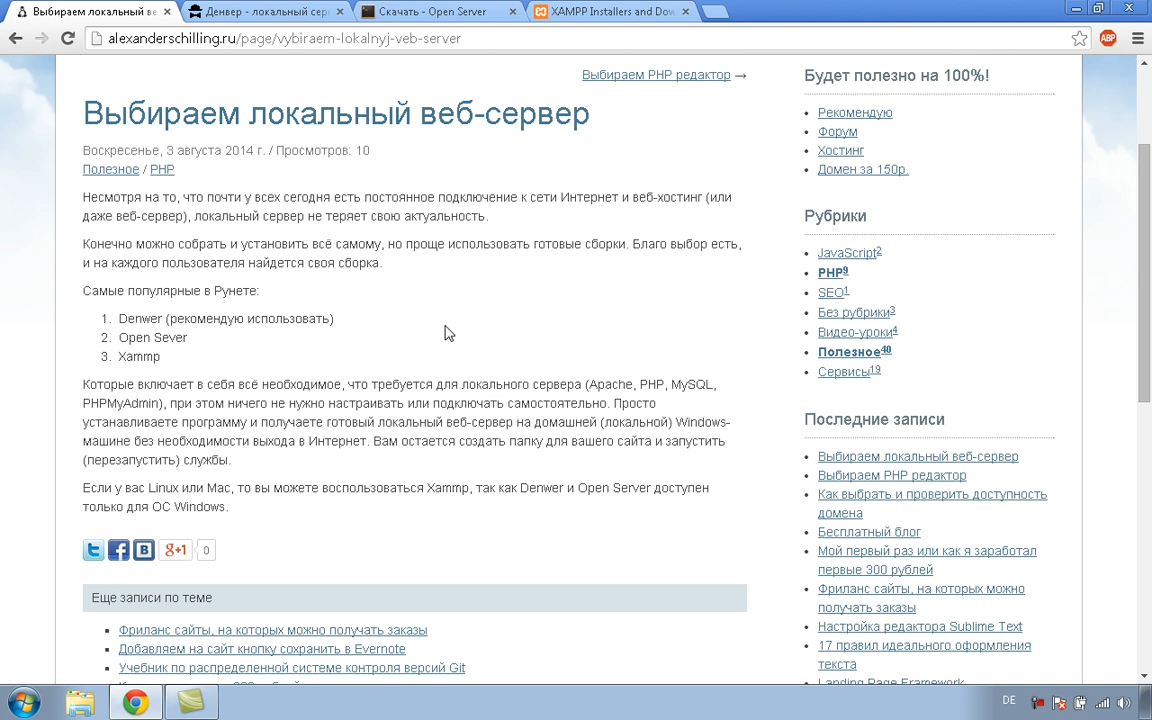 Выбираем локальный ве
Денвер - локальный серв
Скачать - Open Server
XAMPP Installers and Dow
alexanderschilling.ru/page/vybiraem-lokalnyj-veb-server
ABP
Выбираем PHP редактор →
Выбираем локальный веб-сервер
Воскресенье, 3 августа 2014 г. / Просмотров: 10
Полезное / PHP
Несмотря на то, что почти у всех сегодня есть постоянное подключение к сети Интернет и веб-хостинг (или
даже веб-сервер), локальный сервер не теряет свою актуальность.
Конечно можно собрать и установить всё самому, но проще использовать готовые сборки. Благо выбор есть,
и на каждого пользователя найдется своя сборка.
Самые популярные в Рунете:
1. Denwer (рекомендую использовать)
2. Open Sever
3. Xammp
Которые включает в себя всё необходимое, что требуется для локального сервера (Apache, PHP, MySQL,
PHPMyAdmin), при этом ничего не нужно настраивать или подключать самостоятельно. Просто
устанавливаете программу и получаете готовый локальный веб-сервер на домашней (локальной) Windows-
машине без необходимости выхода в Интернет. Вам остается создать папку для вашего сайта и запустить
(перезапустить) службы.
Если у вас Linux или Mac, то вы можете воспользоваться Xammp, так как Denwer и Open Server доступен
только для ОС Windows.
g+1 0
Еще записи по теме
Фриланс сайты, на которых можно получать заказы
Добавляем на сайт кнопку сохранить в Evernote
Учебник по распределенной системе контроля версий Git
Будет полезно на 100%!
Рекомендую
Форум
Хостинг
Домен за 150р.
Рубрики
JavaScript2
PHP9
SEO1
Без рубрики3
Видео-уроки4
Полезное40
Сервисы19
Последние записи
Выбираем локальный веб-сервер
Выбираем PHP редактор
Как выбрать и проверить доступность
домена
Бесплатный блог
Мой первый раз или как я заработал
первые 300 рублей
Фриланс сайты, на которых можно
получать заказы
Настройка редактора Sublime Text
17 правил идеального оформления
текста
Landing Page Framework
DE